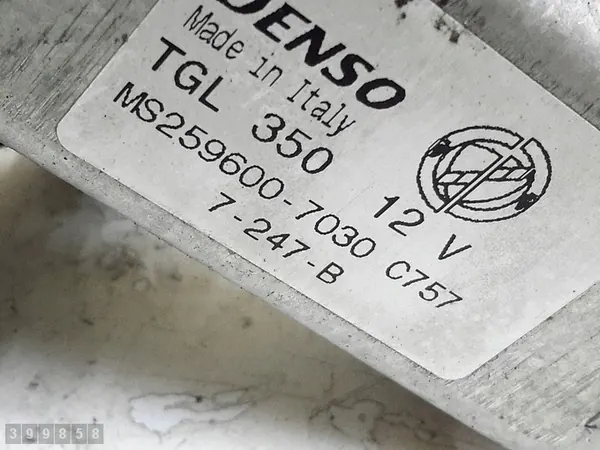 DENSO
Made in Italy
TGL 350 12 V
MS259600-7030 C757
7-247-B
399858